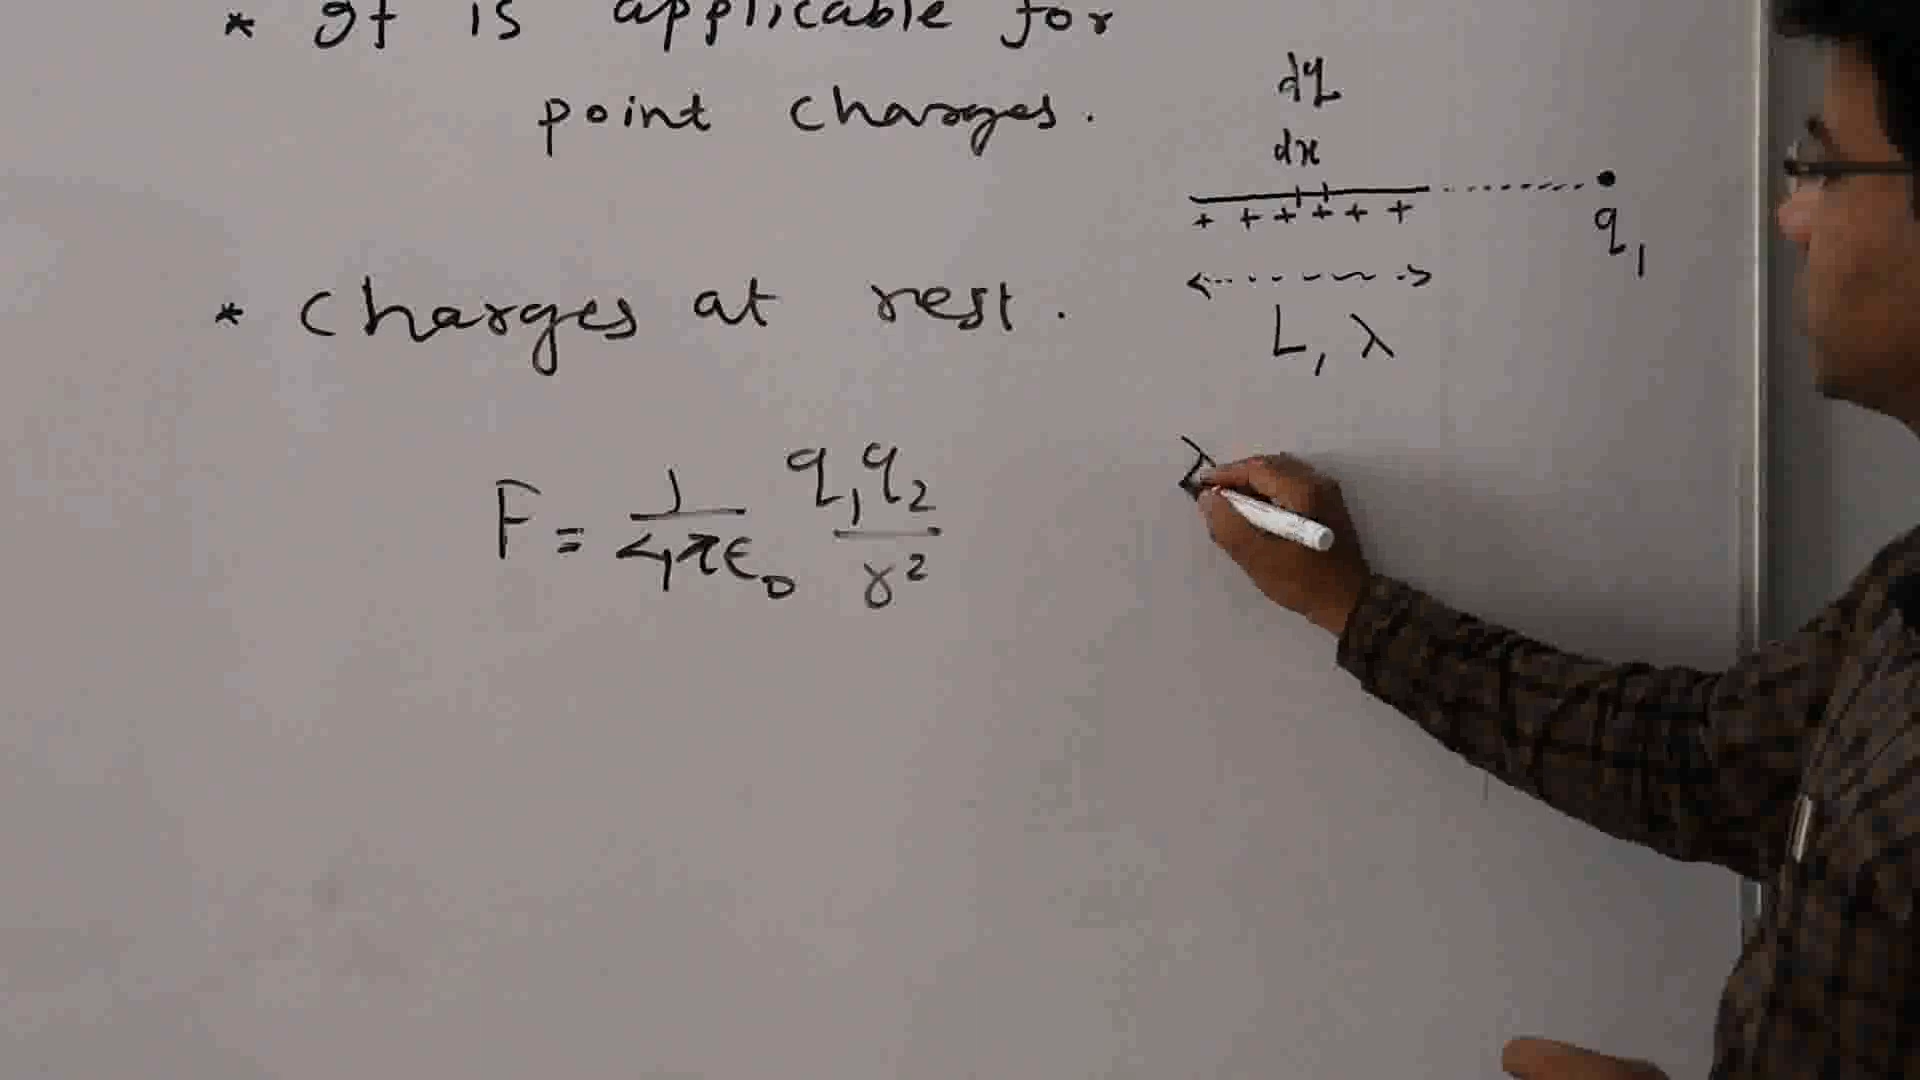 * It is applicable for
point charges.
* Charges at rest.
F = 1/4πϵ₀ q₁q₂/r²
dq
dx
+ + + + + +
q₁
L, λ
λ